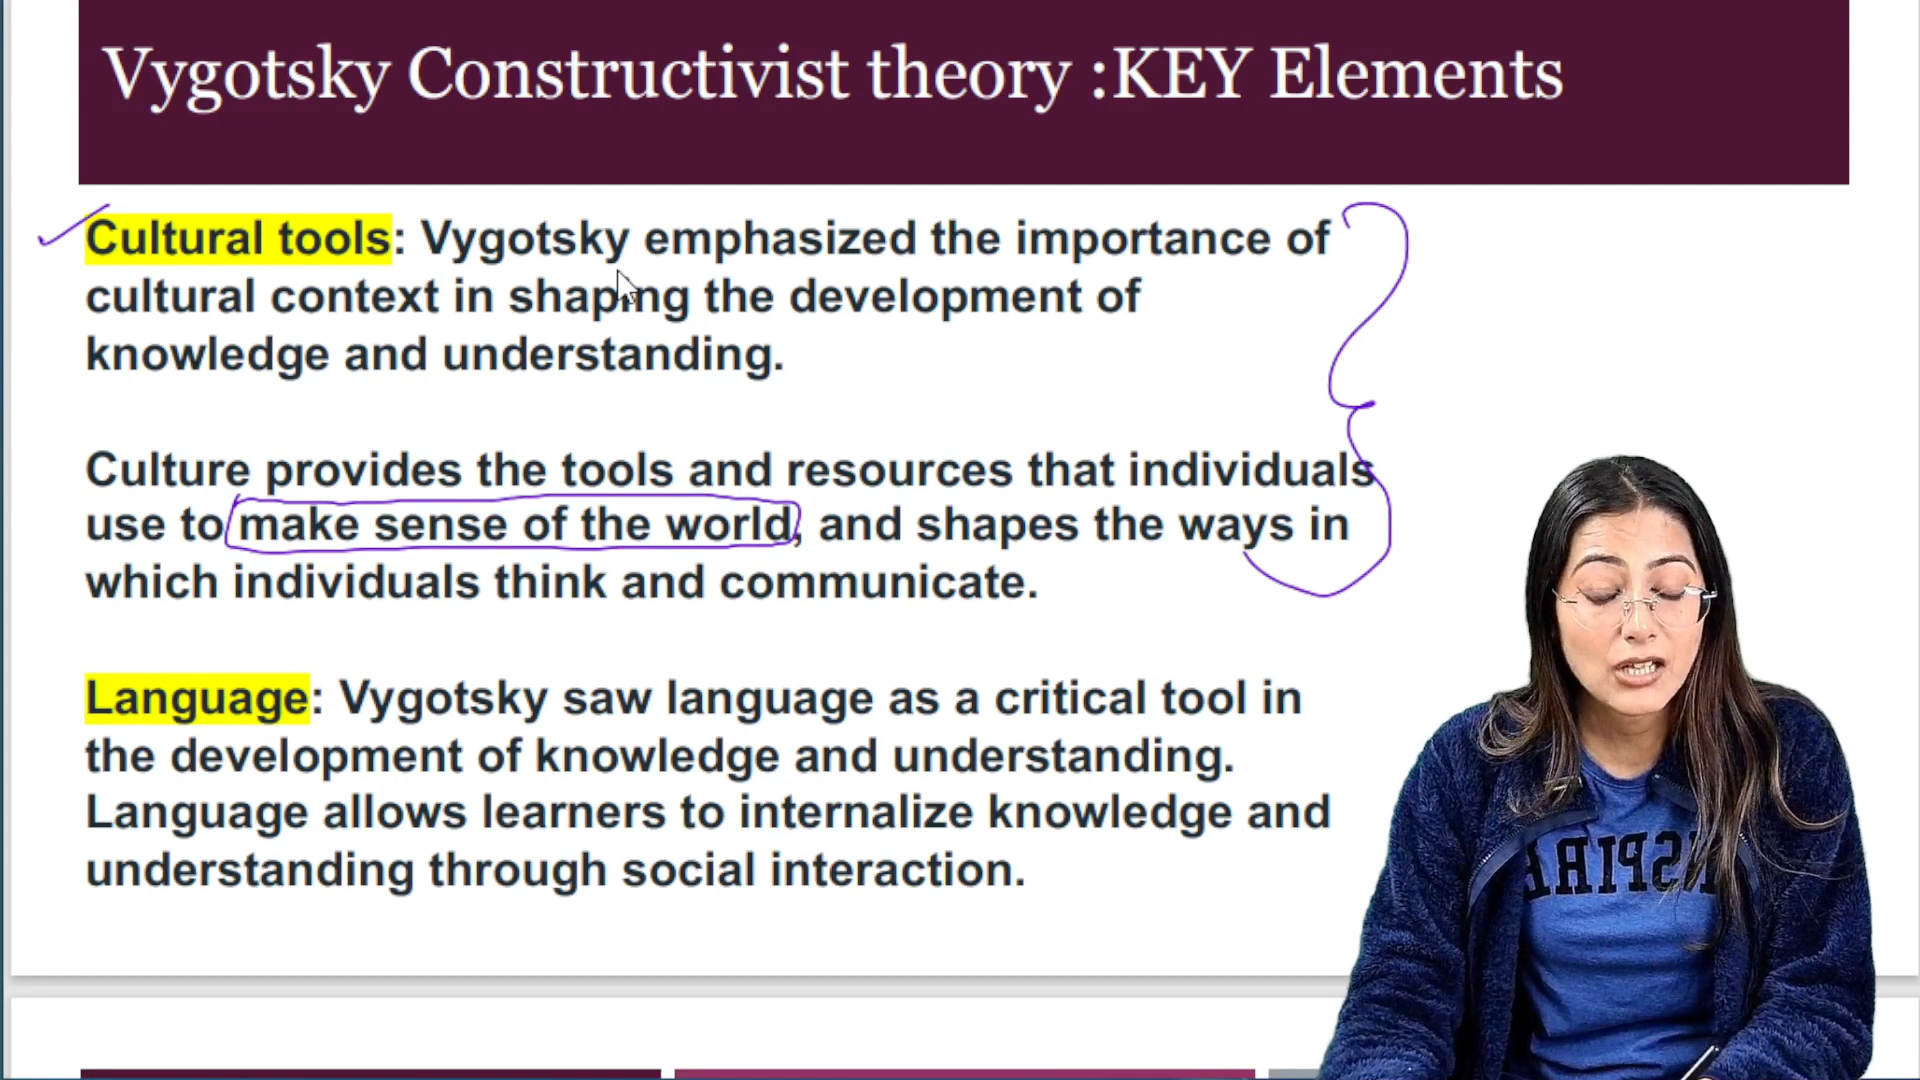 Vygotsky Constructivist theory :KEY Elements
Cultural tools: Vygotsky emphasized the importance of
cultural context in shaping the development of
knowledge and understanding.
Culture provides the tools and resources that individuals
use to make sense of the world, and shapes the ways in
which individuals think and communicate.
Language: Vygotsky saw language as a critical tool in
the development of knowledge and understanding.
Language allows learners to internalize knowledge and
understanding through social interaction.